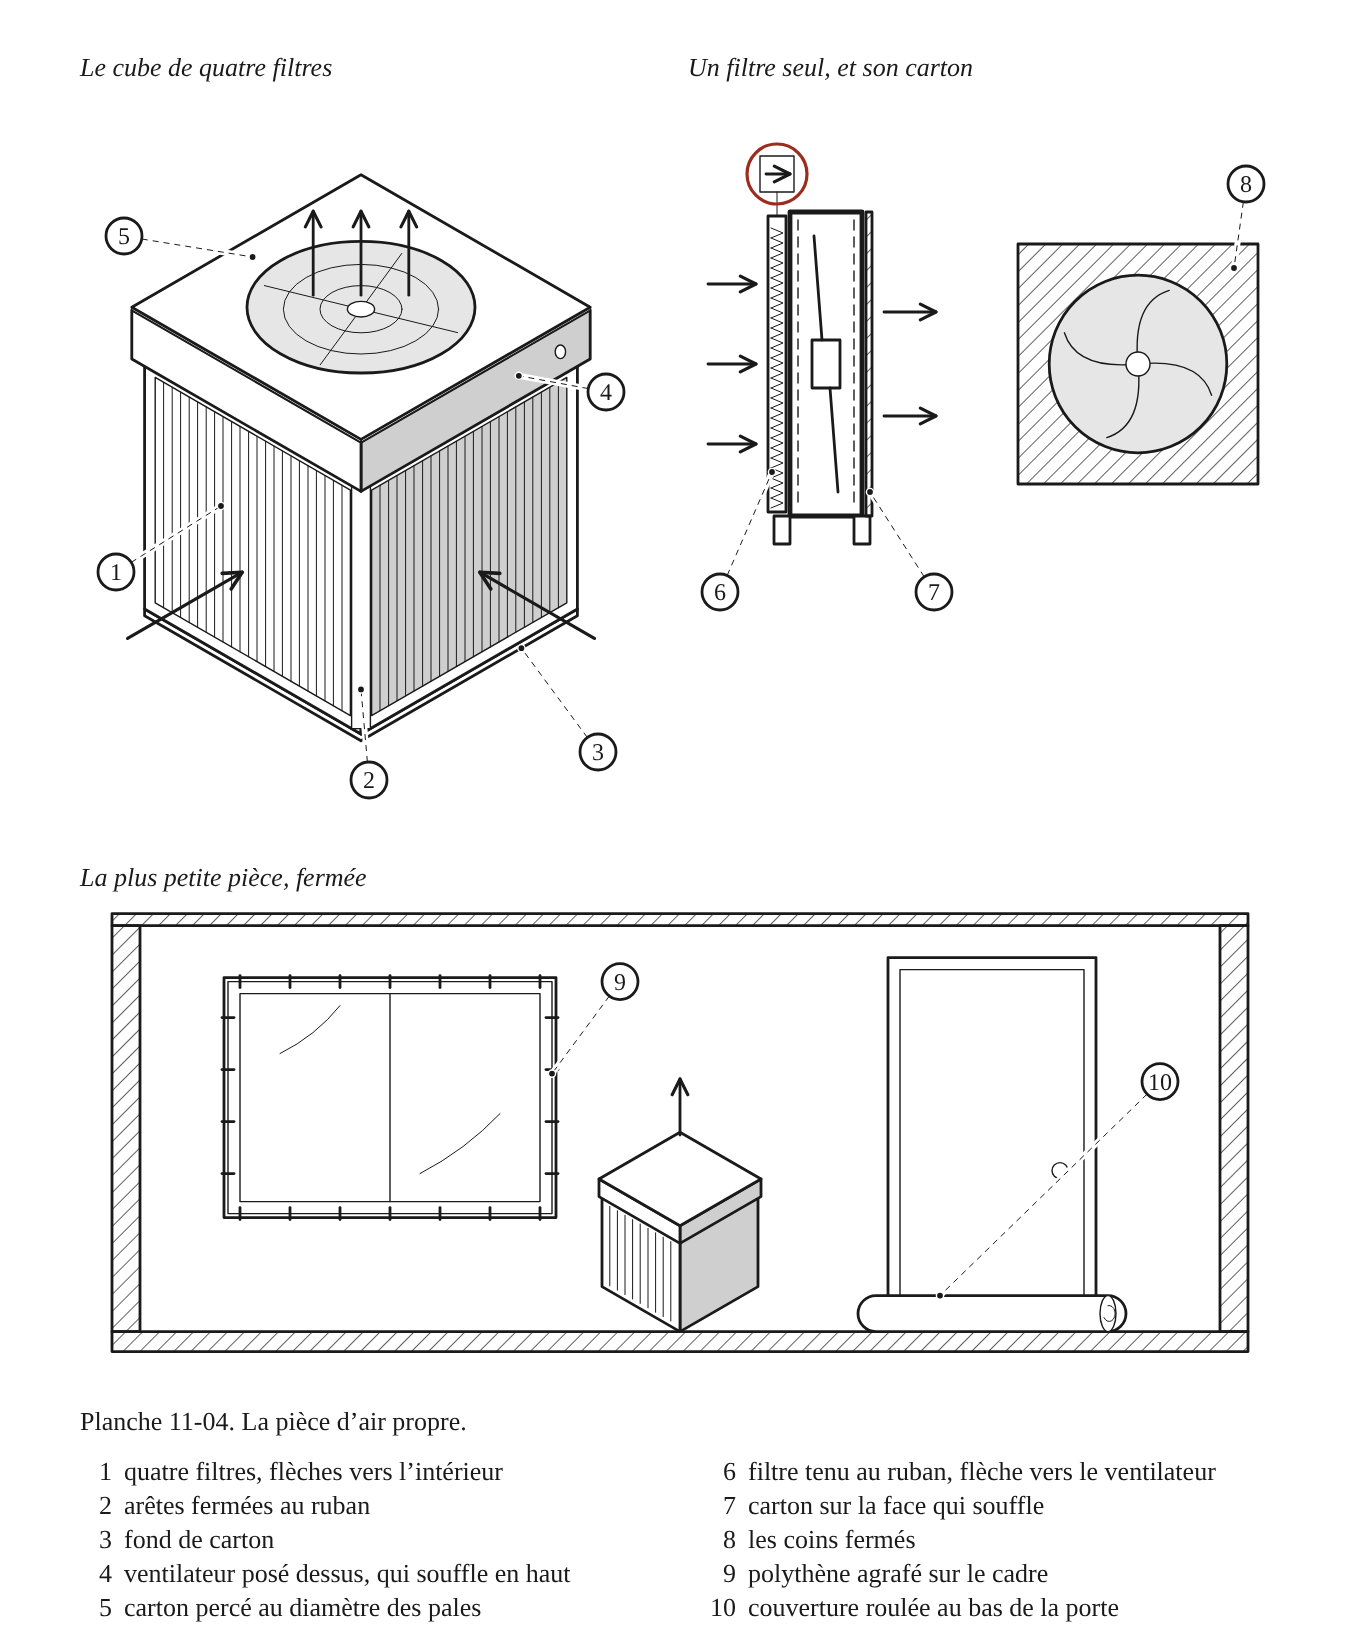 Le cube de quatre filtres
Un filtre seul, et son carton
5
8
4
1
6
7
3
2
La plus petite pièce, fermée
9
10
Planche 11-04. La pièce d’air propre.
1 quatre filtres, flèches vers l’intérieur
2 arêtes fermées au ruban
3 fond de carton
4 ventilateur posé dessus, qui souffle en haut
5 carton percé au diamètre des pales
6 filtre tenu au ruban, flèche vers le ventilateur
7 carton sur la face qui souffle
8 les coins fermés
9 polythène agrafé sur le cadre
10 couverture roulée au bas de la porte